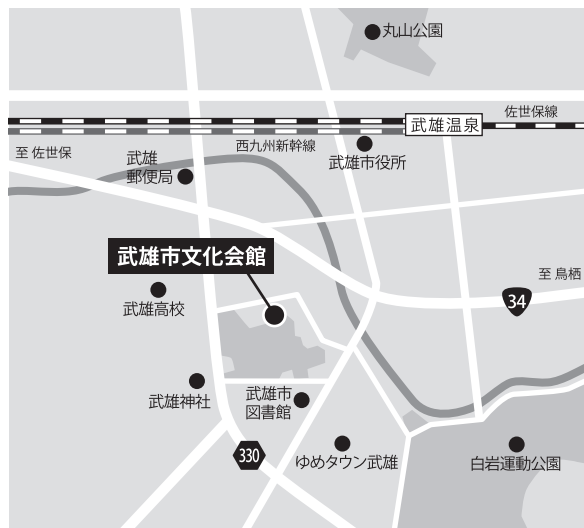 丸山公園
佐世保線
武雄温泉
西九州新幹線
至 佐世保
武雄
郵便局
武雄市役所
武雄市文化会館
至 鳥栖
34
武雄高校
武雄神社
武雄市
図書館
330
ゆめタウン武雄
白岩運動公園